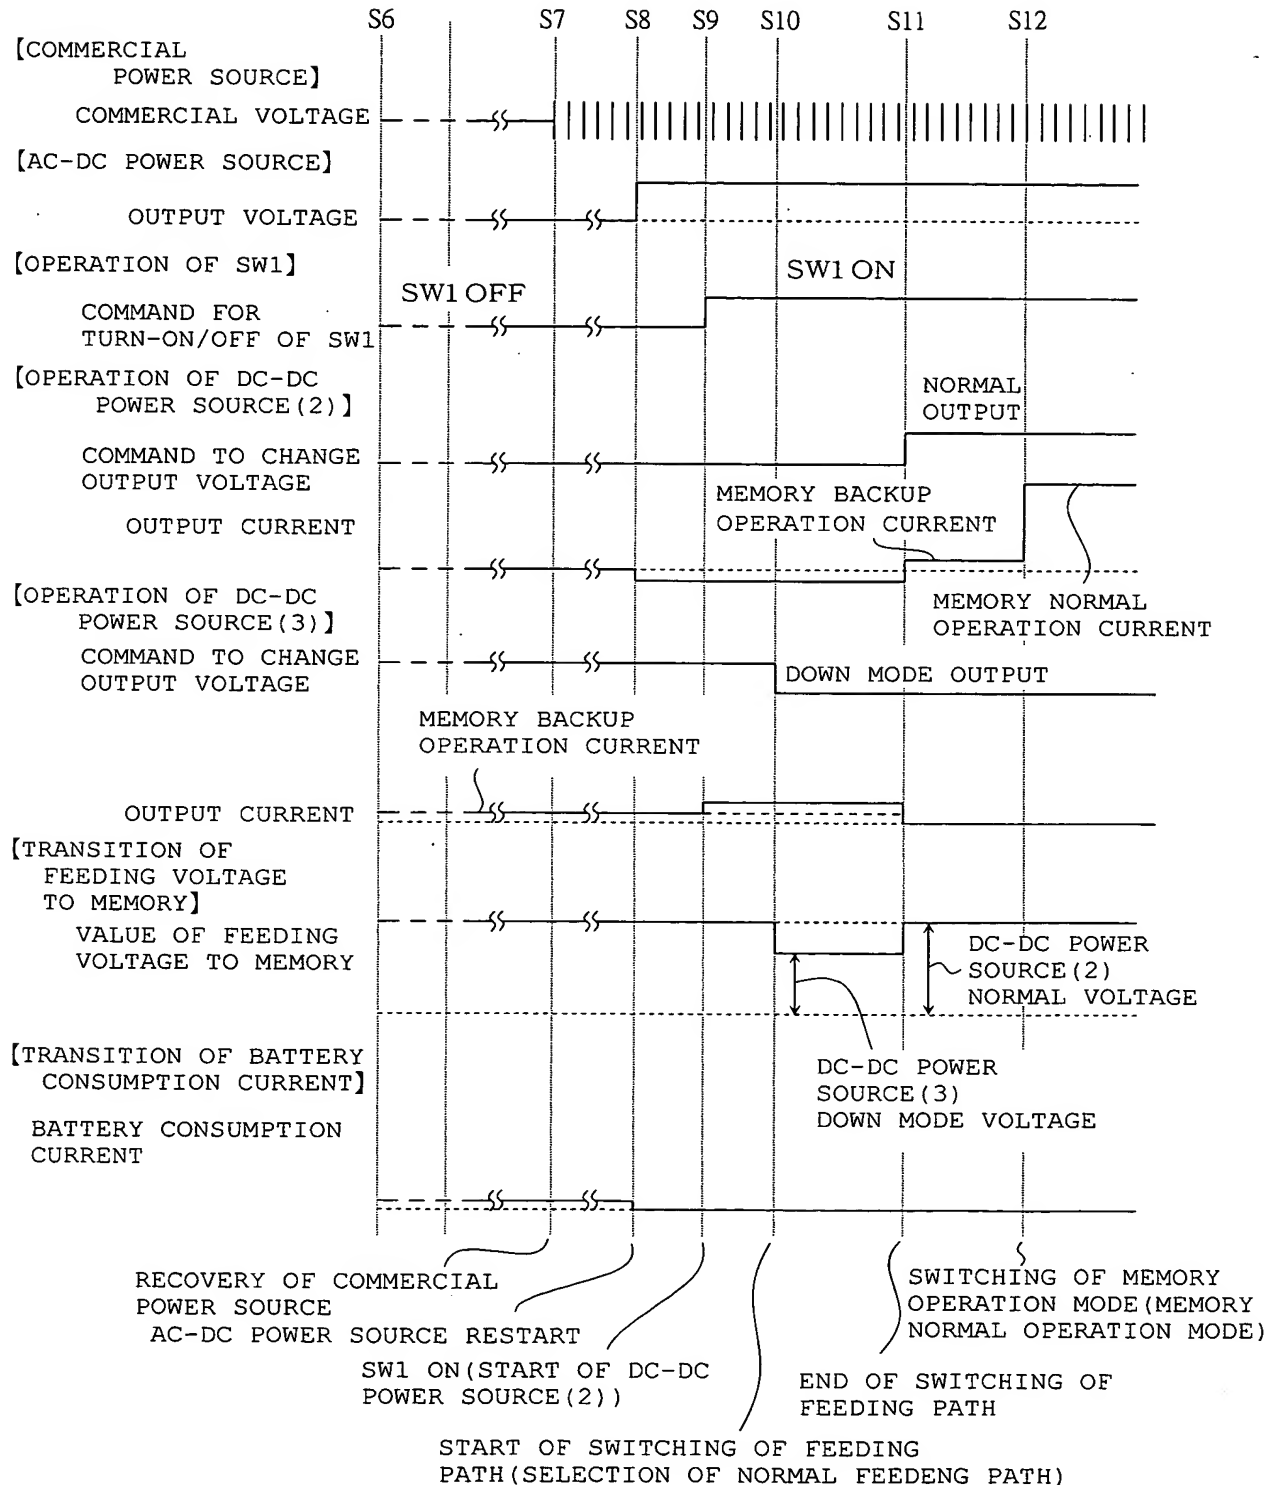 S6 S7 S8 S9 S10 S11 S12
【COMMERCIAL
POWER SOURCE】
COMMERCIAL VOLTAGE
【AC-DC POWER SOURCE】
OUTPUT VOLTAGE
【OPERATION OF SW1】
SW1 ON
SW1 OFF
COMMAND FOR
TURN-ON/OFF OF SW1
【OPERATION OF DC-DC
POWER SOURCE(2)】
NORMAL
OUTPUT
COMMAND TO CHANGE
OUTPUT VOLTAGE
MEMORY BACKUP
OPERATION CURRENT
OUTPUT CURRENT
【OPERATION OF DC-DC
POWER SOURCE(3)】
MEMORY NORMAL
OPERATION CURRENT
COMMAND TO CHANGE
OUTPUT VOLTAGE
DOWN MODE OUTPUT
MEMORY BACKUP
OPERATION CURRENT
OUTPUT CURRENT
【TRANSITION OF
FEEDING VOLTAGE
TO MEMORY】
VALUE OF FEEDING
VOLTAGE TO MEMORY
DC-DC POWER
SOURCE(2)
NORMAL VOLTAGE
【TRANSITION OF BATTERY
CONSUMPTION CURRENT】
DC-DC POWER
SOURCE(3)
DOWN MODE VOLTAGE
BATTERY CONSUMPTION
CURRENT
RECOVERY OF COMMERCIAL
POWER SOURCE
AC-DC POWER SOURCE RESTART
SW1 ON(START OF DC-DC
POWER SOURCE(2))
SWITCHING OF MEMORY
OPERATION MODE(MEMORY
NORMAL OPERATION MODE)
END OF SWITCHING OF
FEEDING PATH
START OF SWITCHING OF FEEDING
PATH(SELECTION OF NORMAL FEEDENG PATH)